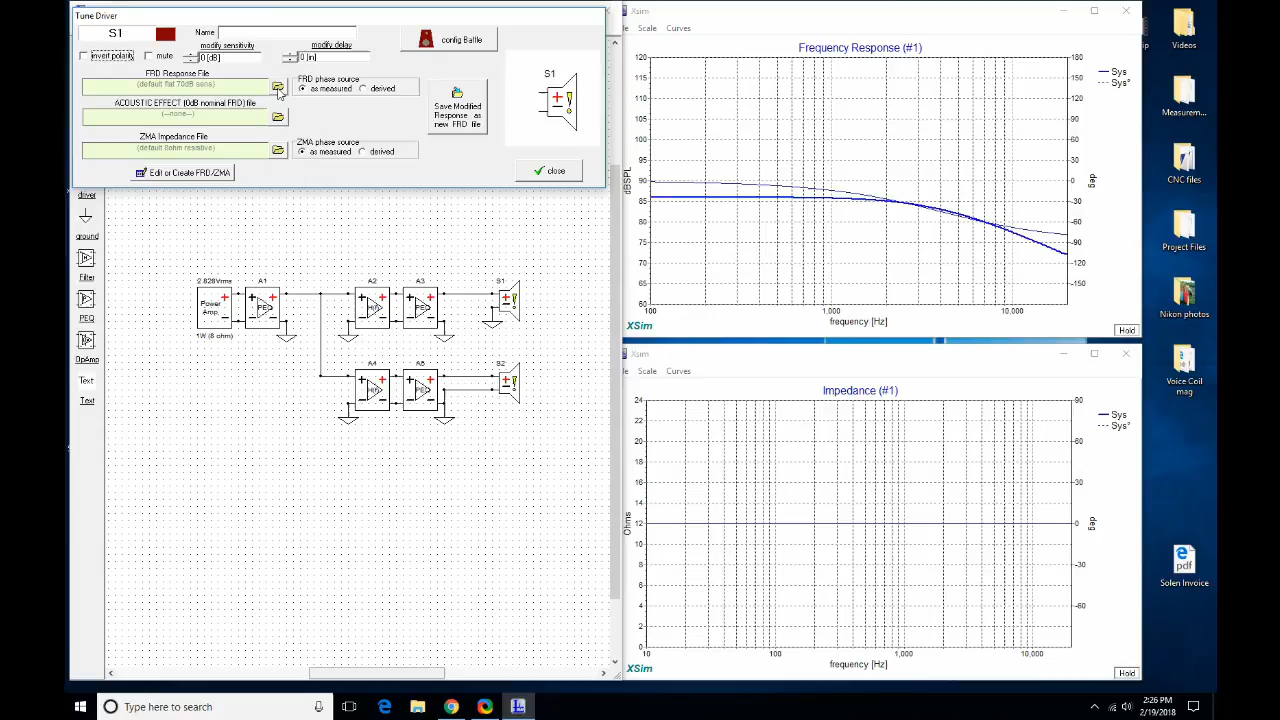 Tune Driver
S1
Name
invert polarity
mute
modify sensitivity
0 [dB]
modify delay
0 [in]
config Baffle
FRD Response File
(default flat 70dB sens)
FRD phase source
as measured
derived
ACOUSTIC EFFECT (0dB nominal FRD) file
(--none--)
ZMA Impedance File
(default 8ohm resistive)
ZMA phase source
as measured
derived
Edit or Create FRD/ZMA
Save Modified
Response as
new FRD file
S1
close
driver
ground
Filter
PEQ
OpAmp
Text
Text
2.828Vrms
Power
Amp.
1W (8 ohm)
A1
PEQ
A2
A3
PEQ
S1
A4
PEQ
S2
XSim
Scale
Curves
Frequency Response (#1)
Sys
Sys°
120
115
110
105
100
95
90
85
80
75
70
65
60
dBSPL
180
150
120
90
60
30
0
-30
-60
-90
-120
-150
deg
100
1,000
10,000
frequency [Hz]
XSim
Hold
Xsim
Scale
Curves
Impedance (#1)
Sys
Sys°
24
22
20
18
16
14
12
10
8
6
4
2
0
Ohms
90
60
30
0
-30
-60
deg
10
100
1,000
10,000
frequency [Hz]
XSim
Hold
Videos
Measurem...
CNC files
Project Files
Nikon photos
Voice Coil
mag
pdf
Solen Invoice
Type here to search
2:26 PM
2/19/2018